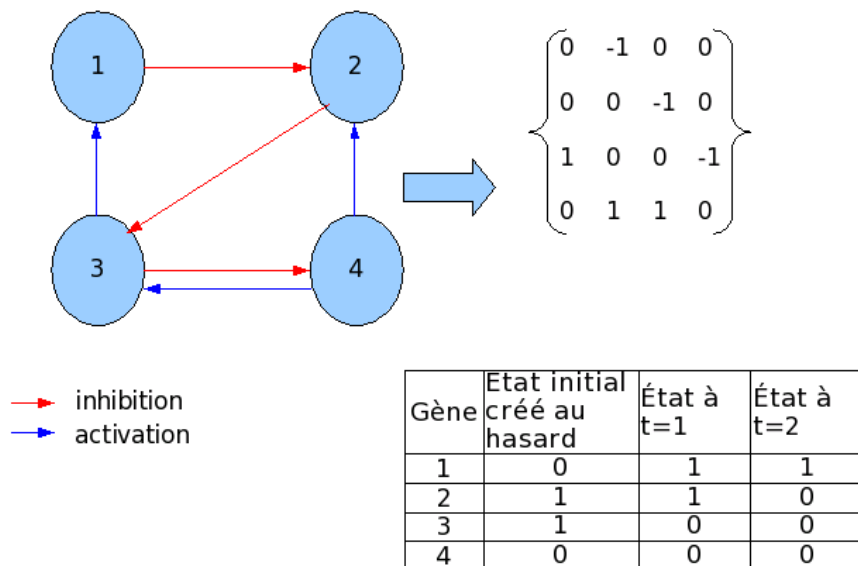 1 2
0 -1 0 0
0 0 -1 0
1 0 0 -1
0 1 1 0
3 4
inhibition
activation
Gène
Etat initial
créé au
hasard
État à
t=1
État à
t=2
1 0 1 1
2 1 1 0
3 1 0 0
4 0 0 0